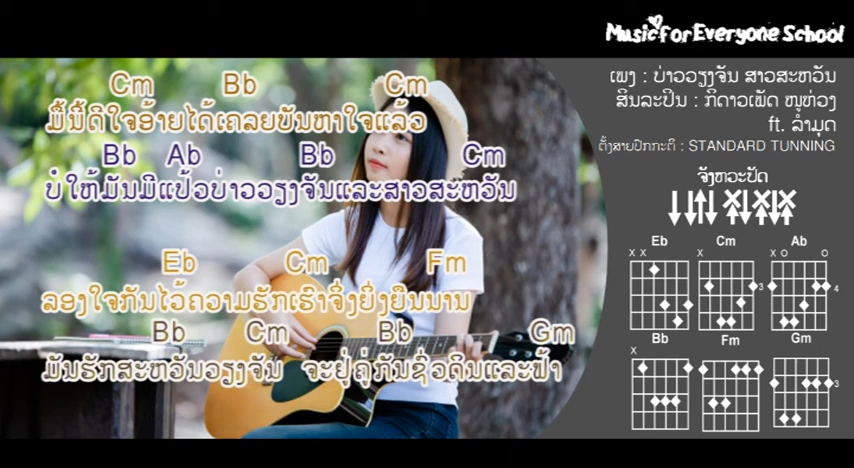 Music for Everyone School
ເພງ : ບ່າວວຽງຈັນ ສາວສະຫວັນ
ສິນລະປິນ : ກິດາວເພັດ ໜູຫ່ວງ
ft. ລໍາມຸດ
ຕັ້ງສາຍປົກກະຕິ : STANDARD TUNNING
ຈັງຫວະປັດ
Cm Bb Cm
ມື້ນີ້ດີໃຈອ້າຍໄດ້ເຄລຍບັນຫາໃຈແລ້ວ
Bb Ab Bb Cm
ບໍ່ໃຫ້ມັນມີແປ້ວບ່າວວຽງຈັນແລະສາວສະຫວັນ
Eb Cm Fm
ລອງໃຈກັນໄວ້ຄວາມຮັກເຮົາຈຶ່ງຍິ່ງຍືນນານ
Bb Cm Bb Gm
ມັນຮັກສະຫວັນວຽງຈັນ ຈະຢູ່ຄູ່ກັນຊົ່ວດິນແລະຟ້າ
Eb Cm Ab
X X X X O O
3 4
Bb Fm Gm
X
3